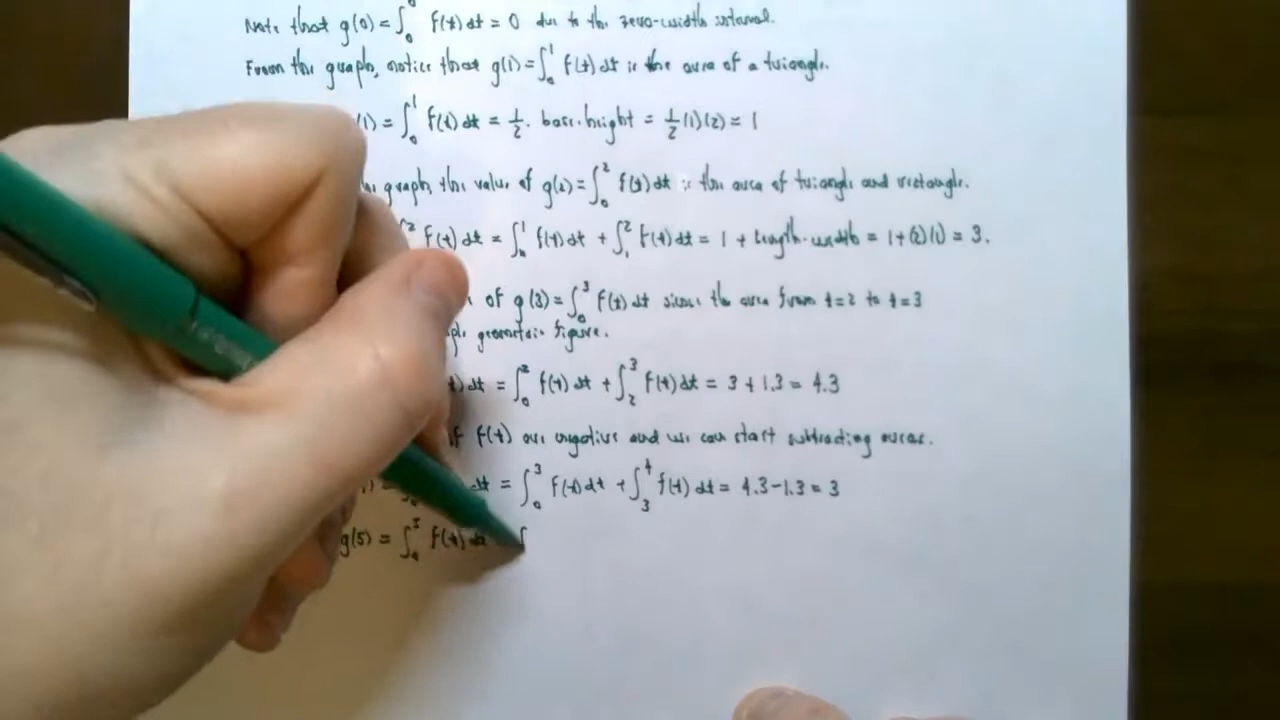 Note that g(0) = ∫₀⁰ f(t) dt = 0 due to the zero-width interval.
From the graph, notice that g(1) = ∫₀¹ f(t) dt is the area of a triangle.
(1) = ∫₀¹ f(t) dt = 1/2 · base·height = 1/2 (1)(2) = 1
graph, the value of g(2) = ∫₀² f(t) dt is the area of triangle and rectangle.
² f(t) dt = ∫₀¹ f(t) dt + ∫₁² f(t) dt = 1 + length·width = 1+(2)(1) = 3.
of g(3) = ∫₀³ f(t) dt since the area from t=2 to t=3
geometric figure.
) dt = ∫₀² f(t) dt + ∫₂³ f(t) dt = 3 + 1.3 = 4.3
of f(t) are negative and we can start subtracting areas.
dt = ∫₀³ f(t) dt + ∫₃⁴ f(t) dt = 4.3 - 1.3 = 3
g(5) = ∫₀⁵ f(t) dt ∫